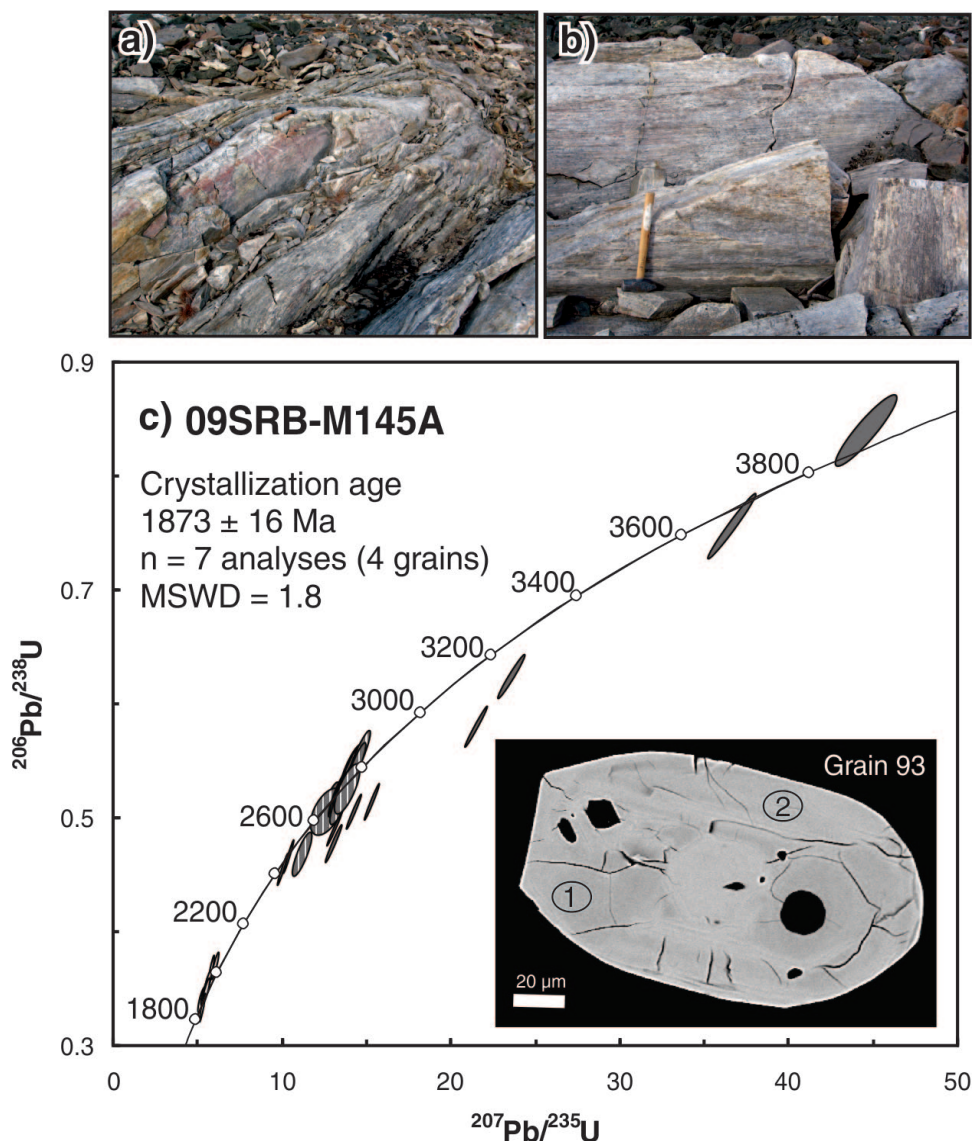 a)
b)
c) 09SRB-M145A
Crystallization age
1873 ± 16 Ma
n = 7 analyses (4 grains)
MSWD = 1.8
0.9
0.7
0.5
0.3
²⁰⁶Pb/²³⁸U
3800
3600
3400
3200
3000
2600
2200
1800
Grain 93
2
1
20 µm
0
10
20
30
40
50
²⁰⁷Pb/²³⁵U